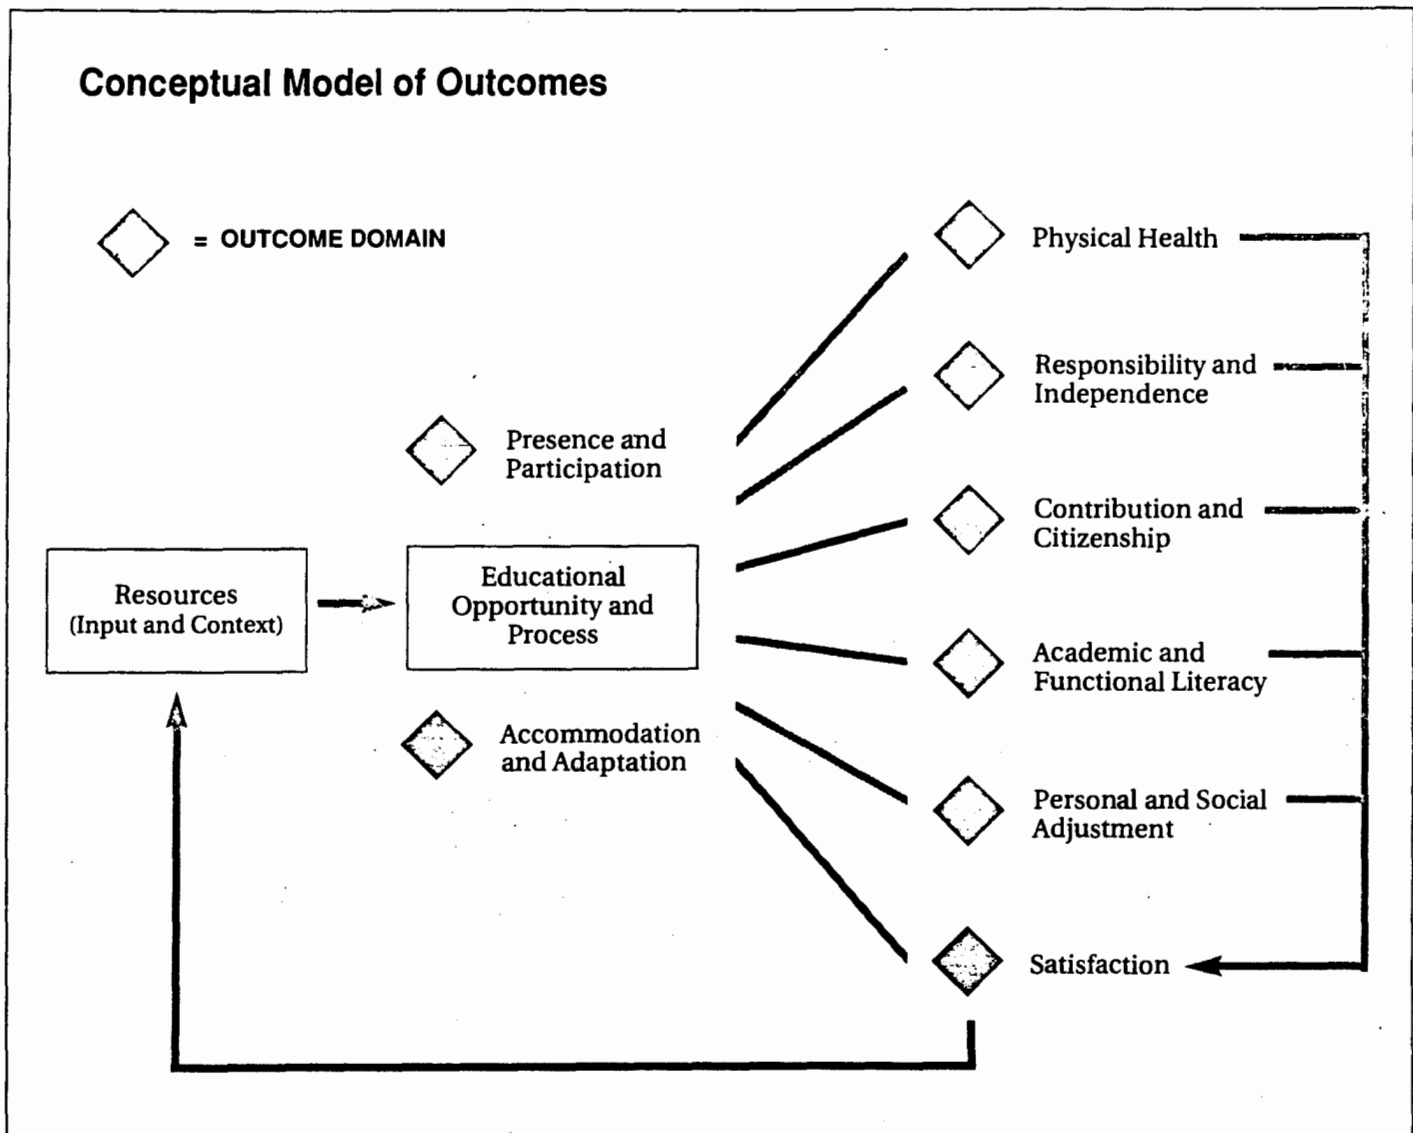 Conceptual Model of Outcomes
= OUTCOME DOMAIN
Presence and
Participation
Resources
(Input and Context)
Educational
Opportunity and
Process
Accommodation
and Adaptation
Physical Health
Responsibility and
Independence
Contribution and
Citizenship
Academic and
Functional Literacy
Personal and Social
Adjustment
Satisfaction